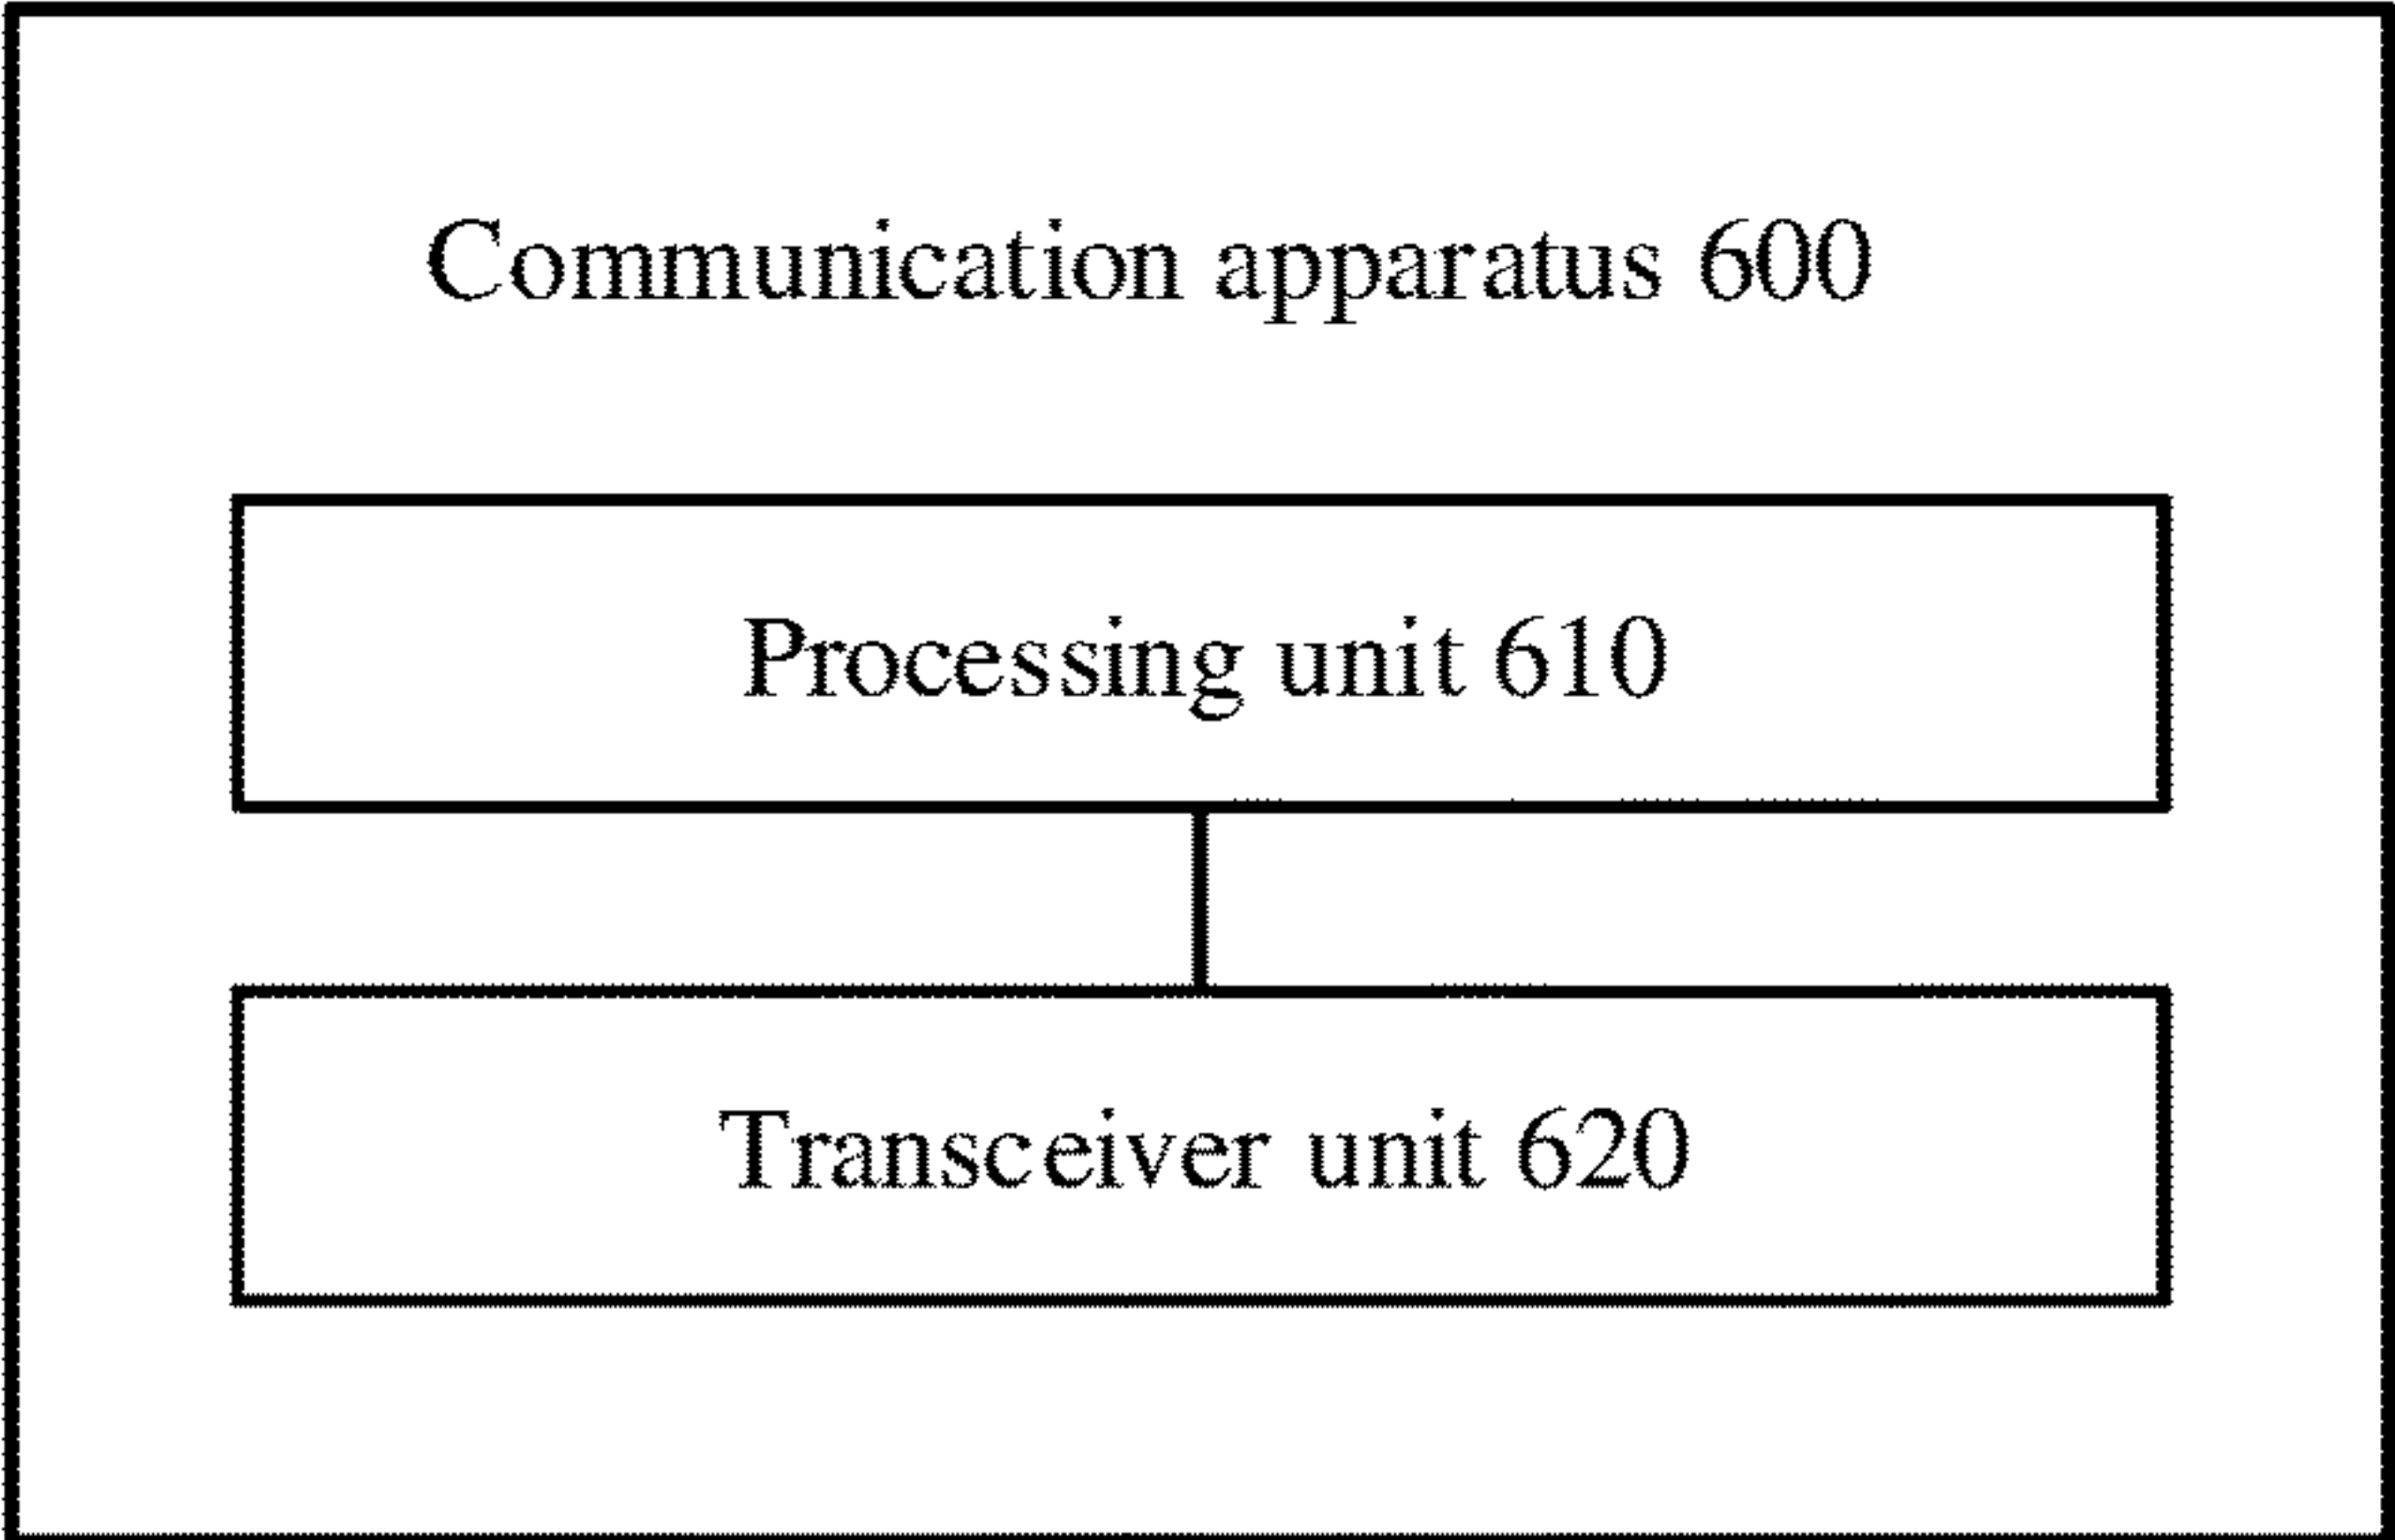 Communication apparatus 600
Processing unit 610
Transceiver unit 620